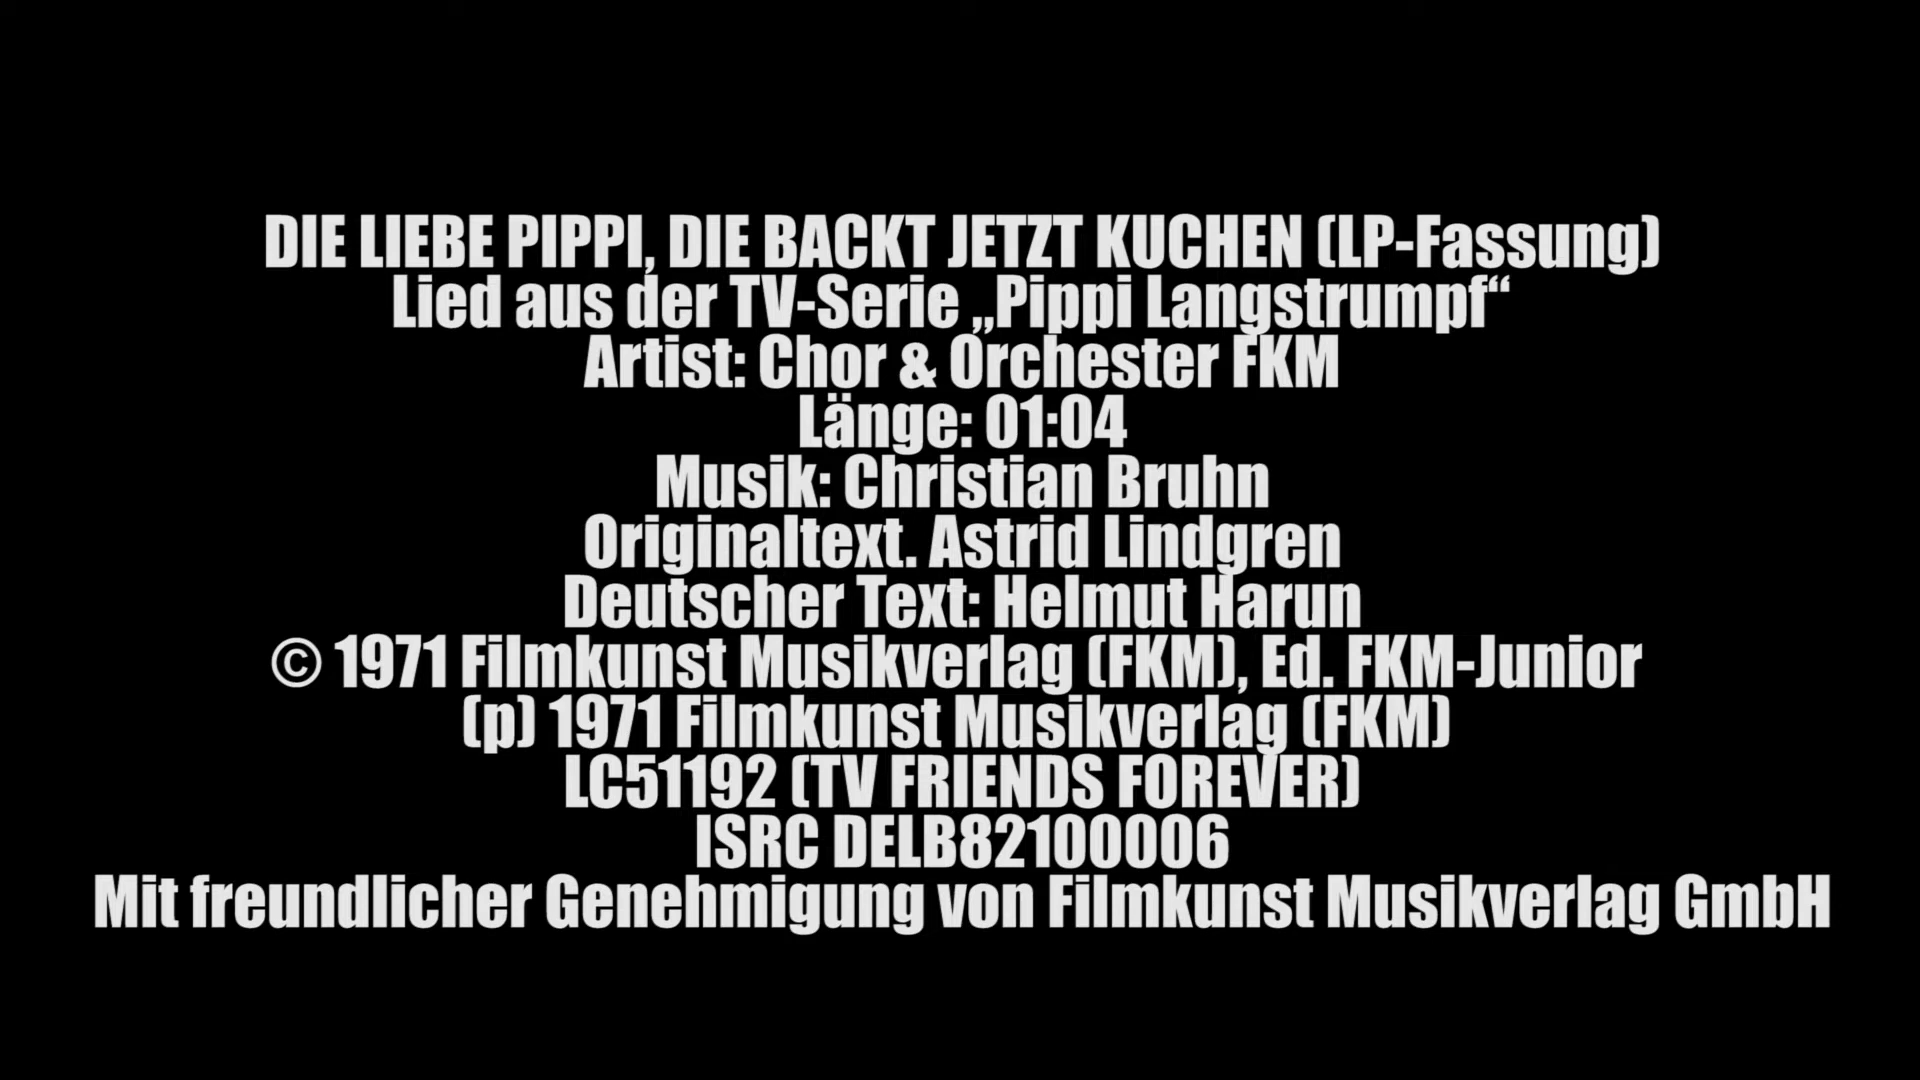 DIE LIEBE PIPPI, DIE BACKT JETZT KUCHEN (LP-Fassung)
Lied aus der TV-Serie „Pippi Langstrumpf“
Artist: Chor & Orchester FKM
Länge: 01:04
Musik: Christian Bruhn
Originaltext. Astrid Lindgren
Deutscher Text: Helmut Harun
© 1971 Filmkunst Musikverlag (FKM), Ed. FKM-Junior
(p) 1971 Filmkunst Musikverlag (FKM)
LC51192 (TV FRIENDS FOREVER)
ISRC DELB82100006
Mit freundlicher Genehmigung von Filmkunst Musikverlag GmbH